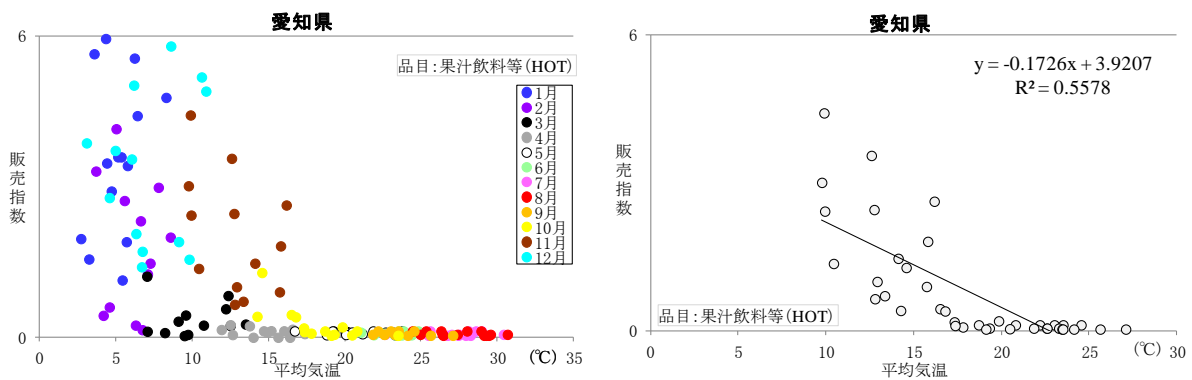 愛知県
6
品目:果汁飲料等(HOT)
1月
2月
3月
4月
5月
6月
7月
8月
9月
10月
11月
12月
販売指数
0
0
5
10
15
20
25
30
35
(℃)
平均気温
愛知県
6
y = -0.1726x + 3.9207
R² = 0.5578
販売指数
品目:果汁飲料等(HOT)
0
0
5
10
15
20
25
30
(℃)
平均気温